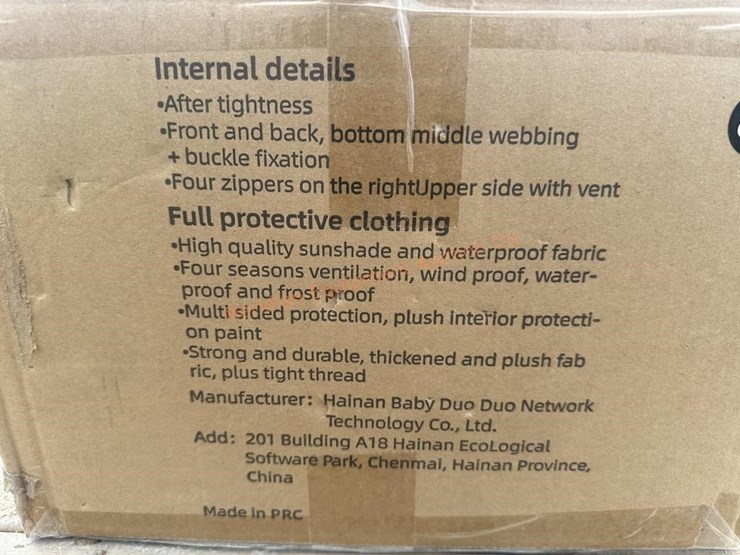 Internal details
•After tightness
•Front and back, bottom middle webbing
+ buckle fixation
•Four zippers on the rightUpper side with vent
Full protective clothing
•High quality sunshade and waterproof fabric
•Four seasons ventilation, wind proof, water-
proof and frost proof
•Multi sided protection, plush interior protecti-
on paint
•Strong and durable, thickened and plush fab
ric, plus tight thread
Manufacturer: Hainan Baby Duo Duo Network
Technology Co., Ltd.
Add: 201 Building A18 Hainan EcoLogical
Software Park, Chenmai, Hainan Province,
China
Made in PRC